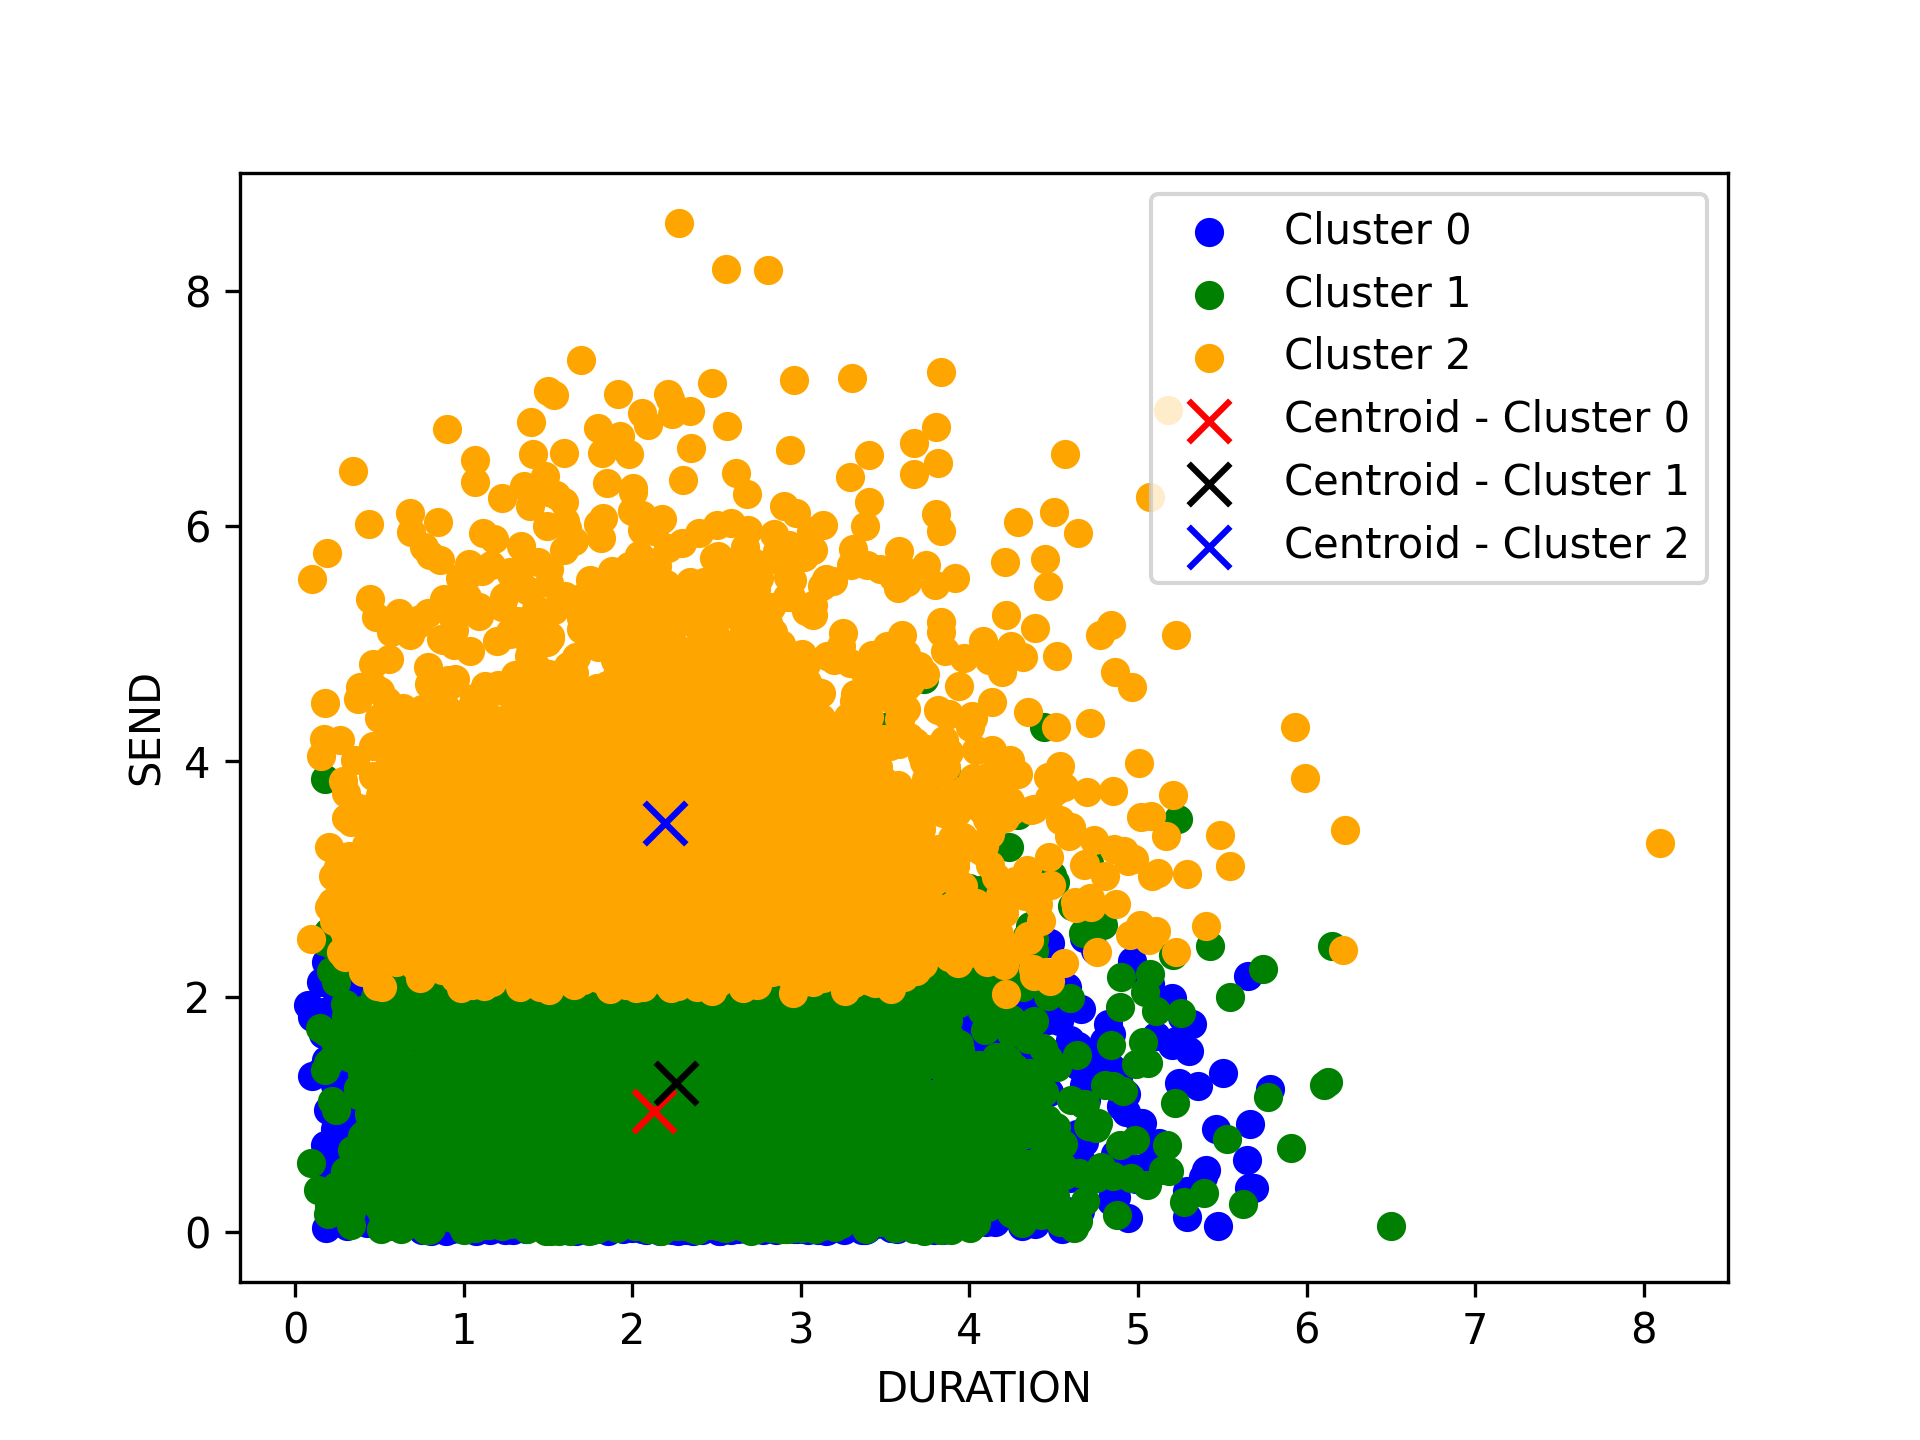 Cluster 0
Cluster 1
Cluster 2
Centroid - Cluster 0
Centroid - Cluster 1
Centroid - Cluster 2
8
6
4
2
0
SEND
0 1 2 3 4 5 6 7 8
DURATION